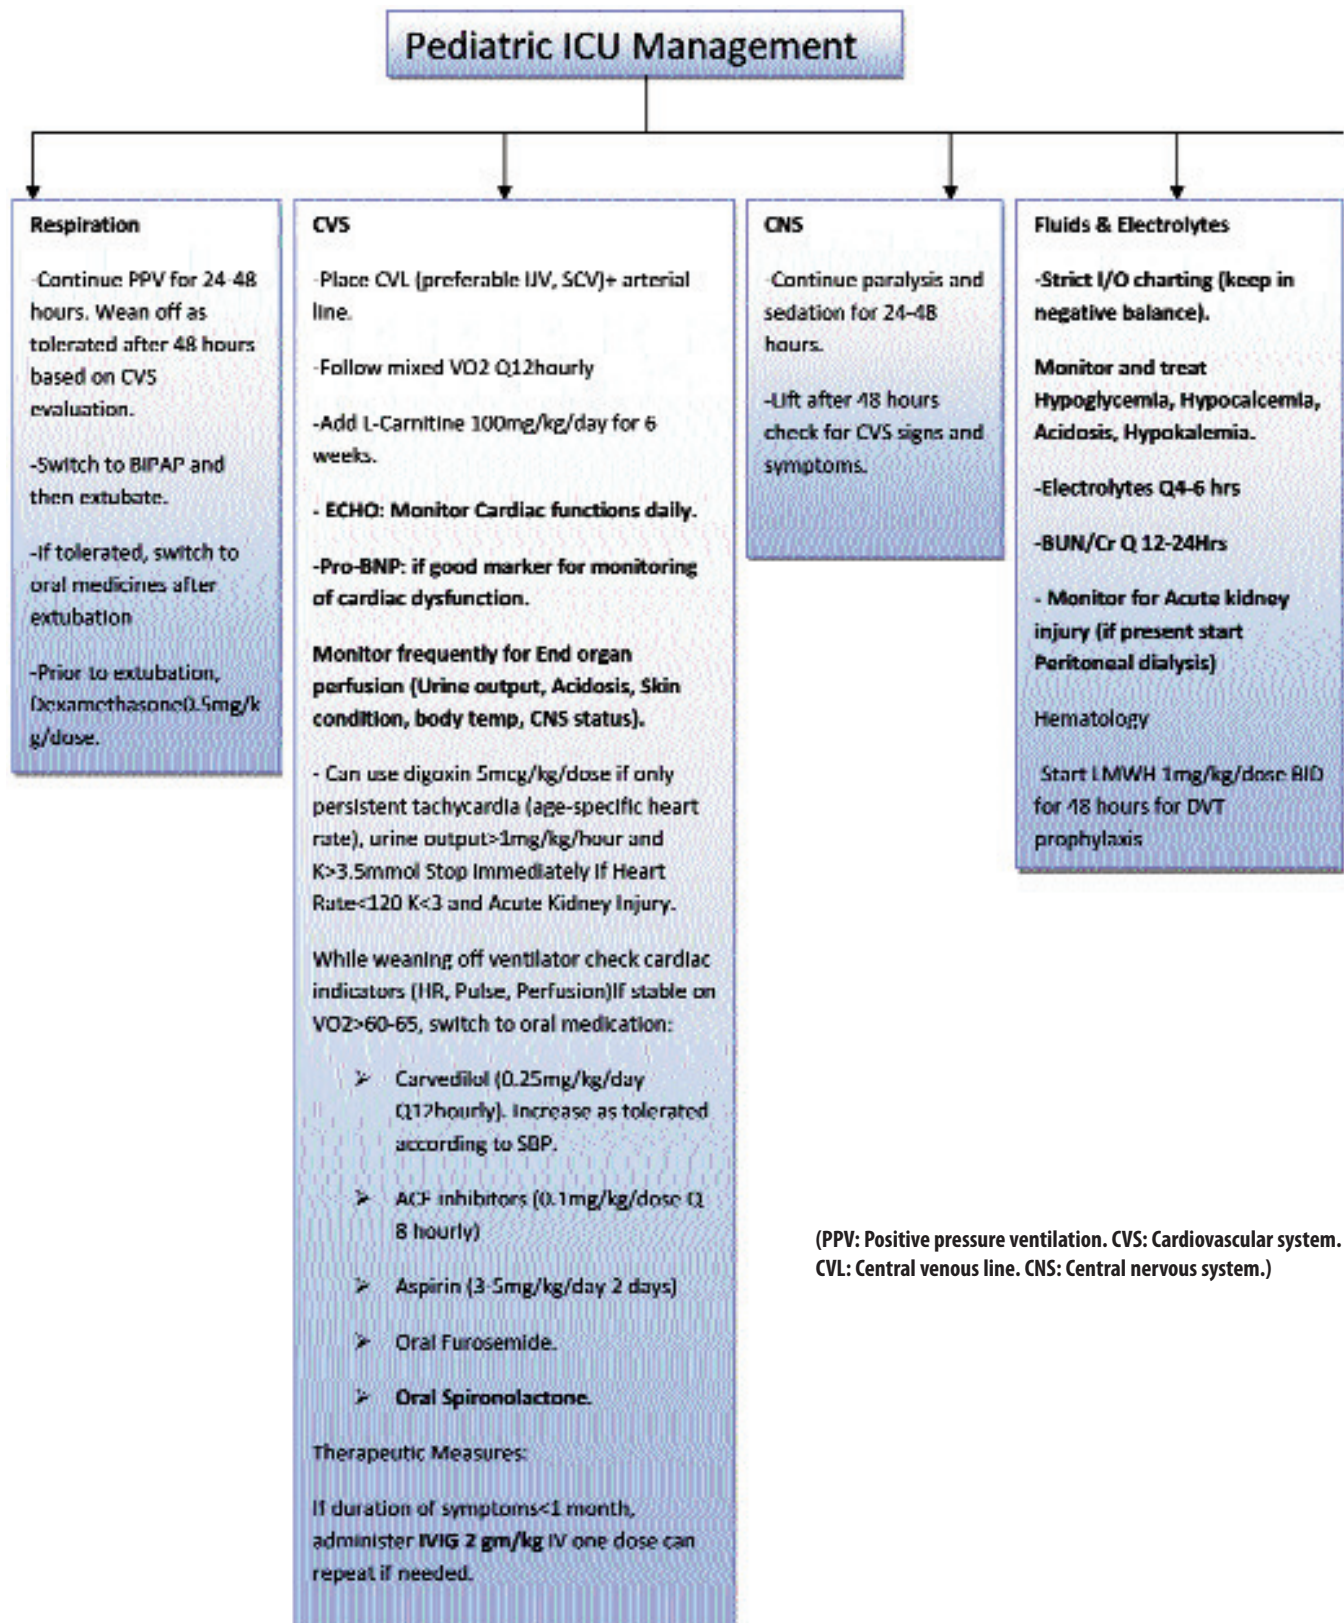 Pediatric ICU Management
Respiration
-Continue PPV for 24-48
hours. Wean off as
tolerated after 48 hours
based on CVS
evaluation.
-Switch to BIPAP and
then extubate.
-If tolerated, switch to
oral medicines after
extubation
-Prior to extubation,
Dexamethasone0.5mg/k
g/dose.
CVS
-Place CVL (preferable IJV, SCV)+ arterial
line.
-Follow mixed VO2 Q12hourly
-Add L-Carnitine 100mg/kg/day for 6
weeks.
- ECHO: Monitor Cardiac functions daily.
-Pro-BNP: if good marker for monitoring
of cardiac dysfunction.
Monitor frequently for End organ
perfusion (Urine output, Acidosis, Skin
condition, body temp, CNS status).
- Can use digoxin 5mcg/kg/dose if only
persistent tachycardia (age-specific heart
rate), urine output>1mg/kg/hour and
K>3.5mmol Stop Immediately If Heart
Rate<120 K<3 and Acute Kidney Injury.
While weaning off ventilator check cardiac
indicators (HR, Pulse, Perfusion)If stable on
VO2>60-65, switch to oral medication:
➢ Carvedilol (0.25mg/kg/day
Q12hourly). Increase as tolerated
according to SBP.
➢ ACE inhibitors (0.1mg/kg/dose Q
8 hourly)
➢ Aspirin (3-5mg/kg/day 2 days)
➢ Oral Furosemide.
➢ Oral Spironolactone.
Therapeutic Measures:
If duration of symptoms<1 month,
administer IVIG 2 gm/kg IV one dose can
repeat if needed.
CNS
-Continue paralysis and
sedation for 24-48
hours.
-Lift after 48 hours
check for CVS signs and
symptoms.
Fluids & Electrolytes
-Strict I/O charting (keep in
negative balance).
Monitor and treat
Hypoglycemia, Hypocalcemia,
Acidosis, Hypokalemia.
-Electrolytes Q4-6 hrs
-BUN/Cr Q 12-24Hrs
- Monitor for Acute kidney
injury (if present start
Peritoneal dialysis)
Hematology
-Start LMWH 1mg/kg/dose BID
for 48 hours for DVT
prophylaxis
(PPV: Positive pressure ventilation. CVS: Cardiovascular system.
CVL: Central venous line. CNS: Central nervous system.)